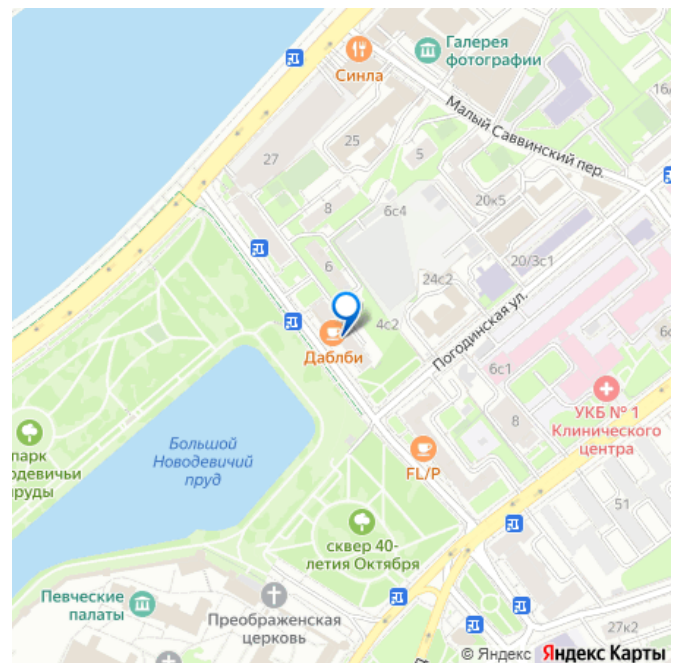 Галерея
фотографии
Синла
Малый Саввинский пер.
25
27
5
16/
20к5
8
6с4
20/3с1
6
24с2
4с2
Погодинская ул.
Даблби
6с
6с1
УКБ № 1
Клинического
центра
8
Большой
Новодевичий
пруд
парк
одевичьи
пруды
FL/P
51
сквер 40-
летия Октября
Певческие
палаты
Преображенская
церковь
27к2
© Яндекс Яндекс Карты